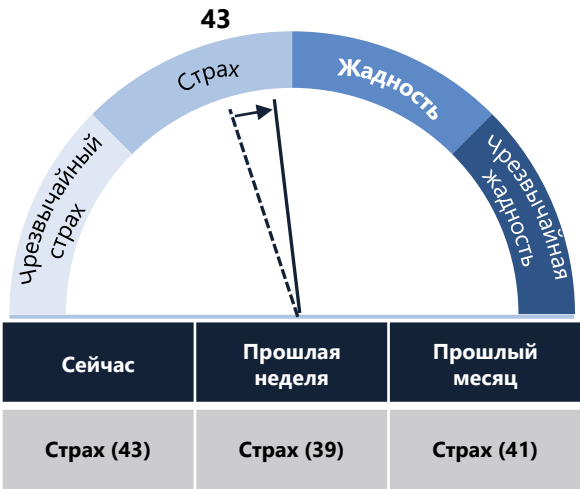 43
Страх
Жадность
Чрезвычайный
страх
Чрезвычайная
жадность
Сейчас
Прошлая
неделя
Прошлый
месяц
Страх (43)
Страх (39)
Страх (41)